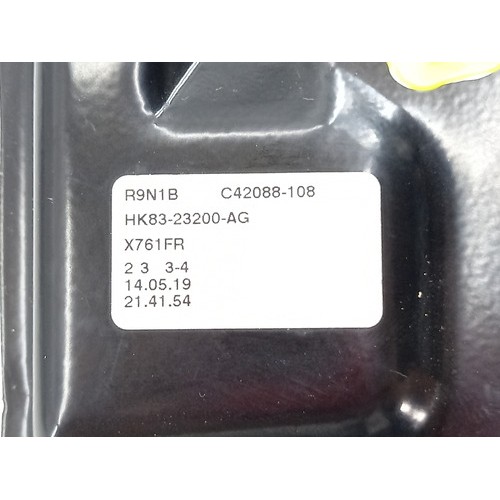 R9N1B C42088-108
HK83-23200-AG
X761FR
2 3 3-4
14.05.19
21.41.54